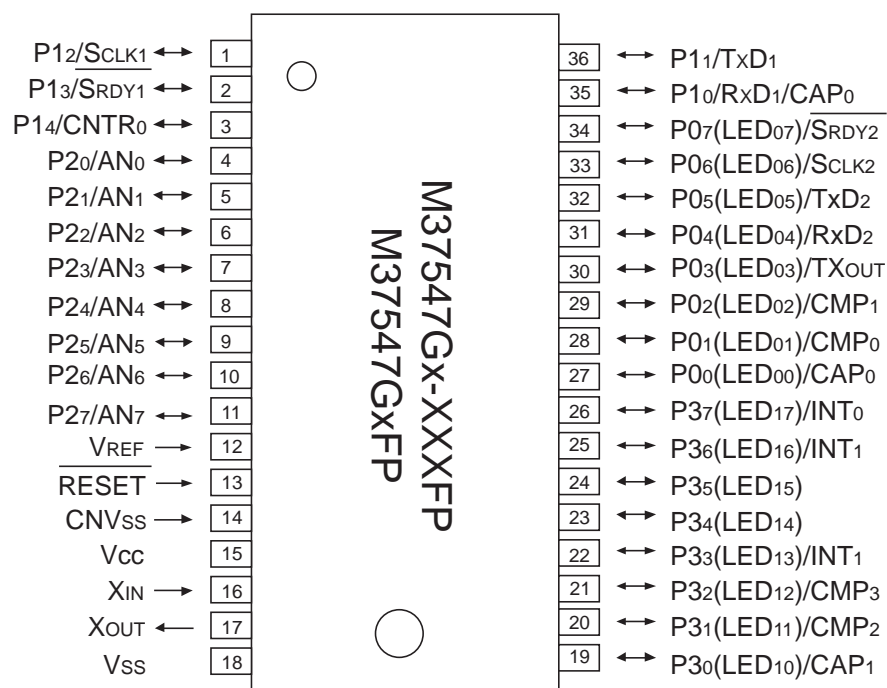 P12/SCLK1
P13/SRDY1
P14/CNTR0
P20/AN0
P21/AN1
P22/AN2
P23/AN3
P24/AN4
P25/AN5
P26/AN6
P27/AN7
VREF
RESET
CNVSS
Vcc
XIN
XOUT
VSS
1
2
3
4
5
6
7
8
9
10
11
12
13
14
15
16
17
18
M37547Gx-XXXFP
M37547GxFP
36
35
34
33
32
31
30
29
28
27
26
25
24
23
22
21
20
19
P11/TxD1
P10/RxD1/CAP0
P07(LED07)/SRDY2
P06(LED06)/SCLK2
P05(LED05)/TxD2
P04(LED04)/RxD2
P03(LED03)/TXOUT
P02(LED02)/CMP1
P01(LED01)/CMP0
P00(LED00)/CAP0
P37(LED17)/INT0
P36(LED16)/INT1
P35(LED15)
P34(LED14)
P33(LED13)/INT1
P32(LED12)/CMP3
P31(LED11)/CMP2
P30(LED10)/CAP1